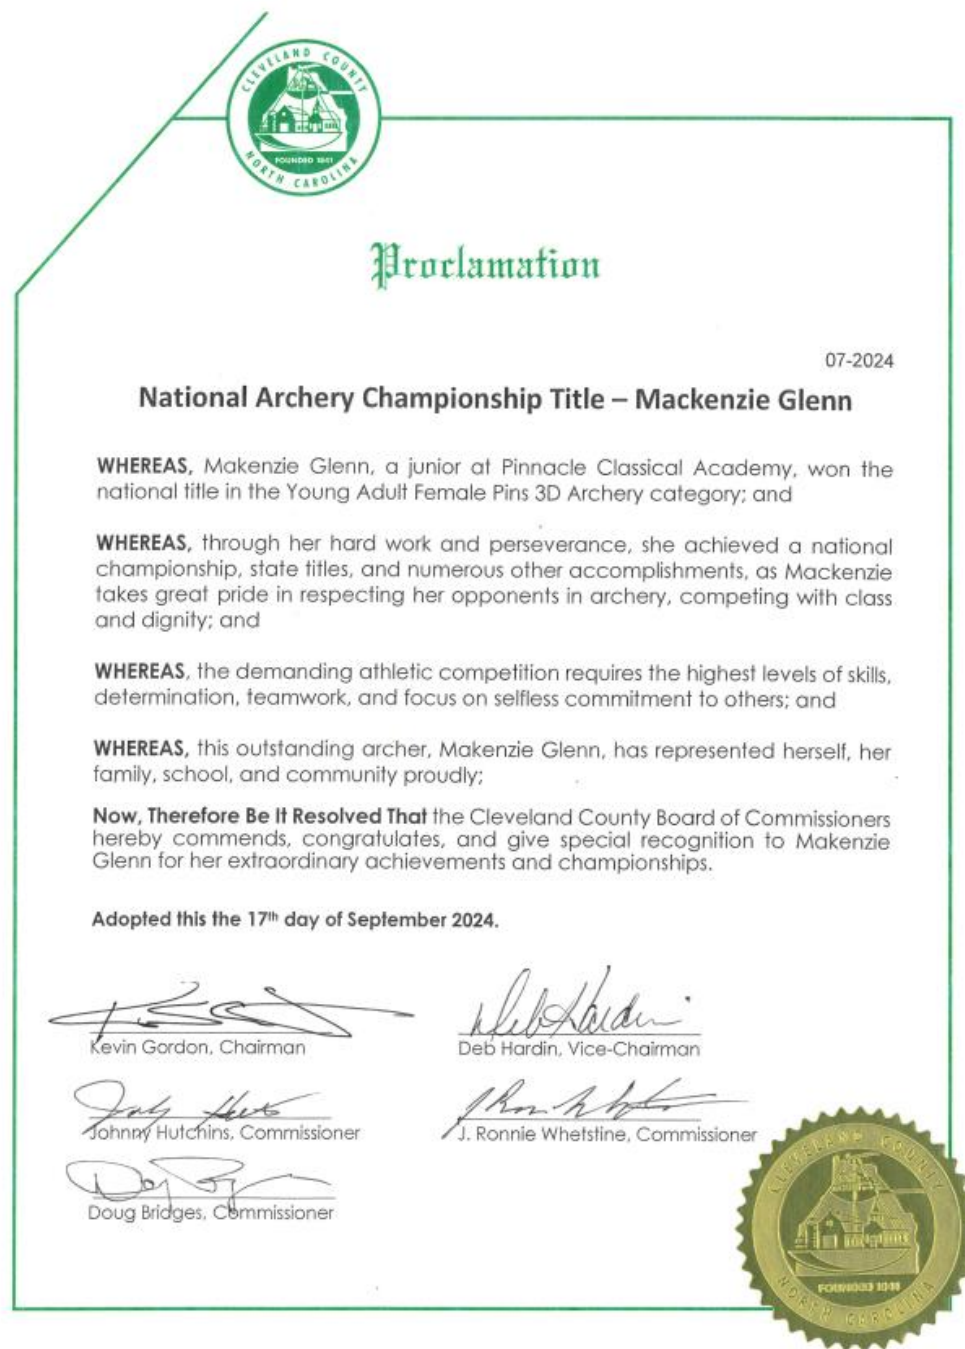 CLEVELAND COUNTY
FOUNDED 1841
NORTH CAROLINA
Proclamation
07-2024
National Archery Championship Title – Mackenzie Glenn
WHEREAS, Makenzie Glenn, a junior at Pinnacle Classical Academy, won the
national title in the Young Adult Female Pins 3D Archery category; and
WHEREAS, through her hard work and perseverance, she achieved a national
championship, state titles, and numerous other accomplishments, as Mackenzie
takes great pride in respecting her opponents in archery, competing with class
and dignity; and
WHEREAS, the demanding athletic competition requires the highest levels of skills,
determination, teamwork, and focus on selfless commitment to others; and
WHEREAS, this outstanding archer, Makenzie Glenn, has represented herself, her
family, school, and community proudly;
Now, Therefore Be It Resolved That the Cleveland County Board of Commissioners
hereby commends, congratulates, and give special recognition to Makenzie
Glenn for her extraordinary achievements and championships.
Adopted this the 17th day of September 2024.
Deb Hardin
Kevin Gordon, Chairman
Deb Hardin, Vice-Chairman
Johnny Hutchins, Commissioner
J. Ronnie Whetstine, Commissioner
Doug Bridges, Commissioner
CLEVELAND COUNTY
FOUNDED 1841
NORTH CAROLINA